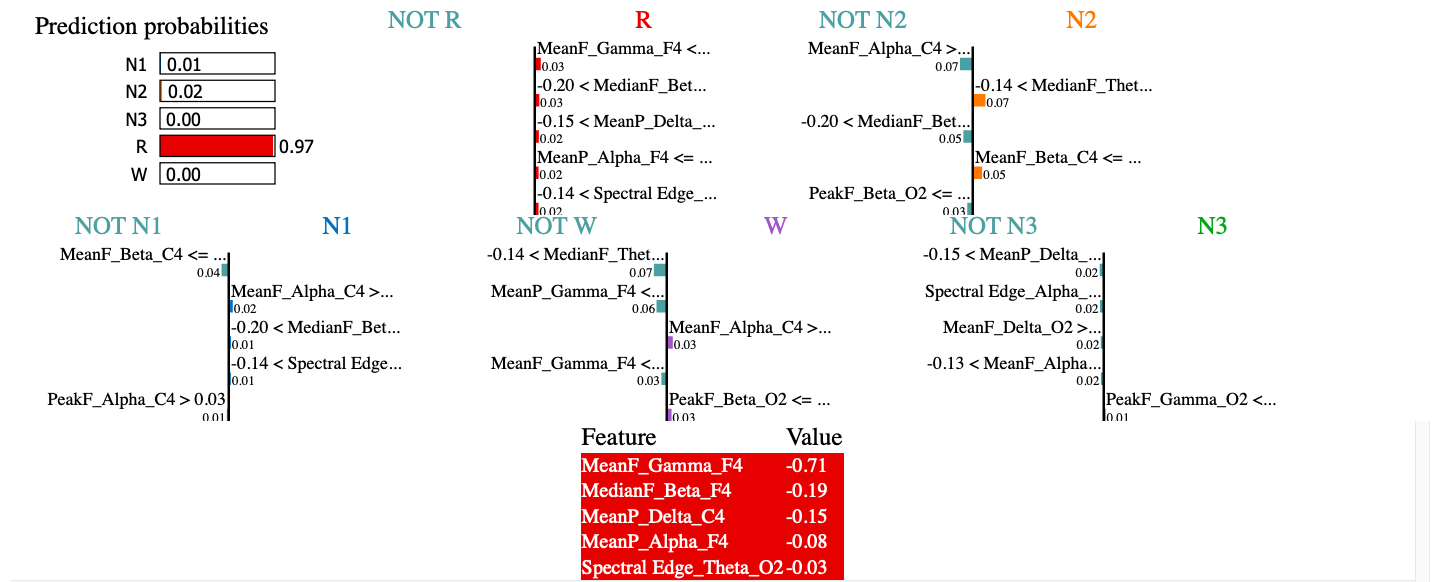 Prediction probabilities
N1 0.01
N2 0.02
N3 0.00
R 0.97
W 0.00
NOT R R
MeanF_Gamma_F4 <...
0.03
-0.20 < MedianF_Bet...
0.03
-0.15 < MeanP_Delta_...
0.02
MeanP_Alpha_F4 <= ...
0.02
-0.14 < Spectral Edge_...
0.02
NOT N2 N2
MeanF_Alpha_C4 >...
0.07
-0.14 < MedianF_Thet...
0.07
-0.20 < MedianF_Bet...
0.05
MeanF_Beta_C4 <= ...
0.05
PeakF_Beta_O2 <= ...
0.03
NOT N1 N1
MeanF_Beta_C4 <= ...
0.04
MeanF_Alpha_C4 >...
0.02
-0.20 < MedianF_Bet...
0.01
-0.14 < Spectral Edge...
0.01
PeakF_Alpha_C4 > 0.03
0.01
NOT W W
-0.14 < MedianF_Thet...
0.07
MeanP_Gamma_F4 <...
0.06
MeanF_Alpha_C4 >...
0.03
MeanF_Gamma_F4 <...
0.03
PeakF_Beta_O2 <= ...
0.03
NOT N3 N3
-0.15 < MeanP_Delta_...
0.02
Spectral Edge_Alpha_...
0.02
MeanF_Delta_O2 >...
0.02
-0.13 < MeanF_Alpha...
0.02
PeakF_Gamma_O2 <...
0.01
Feature Value
MeanF_Gamma_F4 -0.71
MedianF_Beta_F4 -0.19
MeanP_Delta_C4 -0.15
MeanP_Alpha_F4 -0.08
Spectral Edge_Theta_O2 -0.03